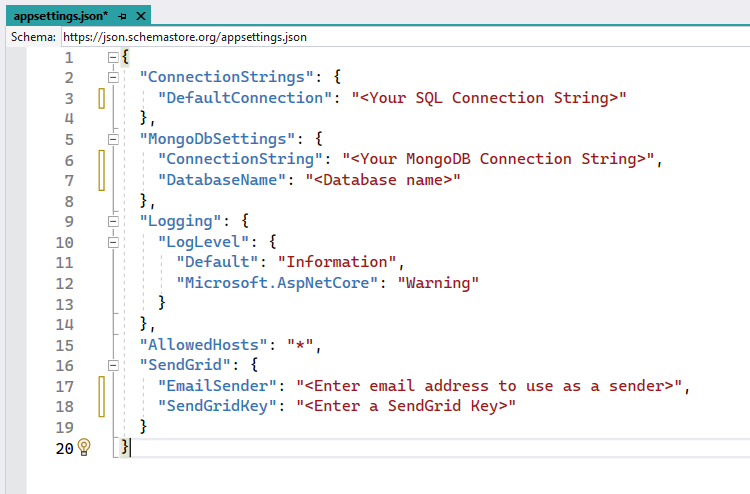 appsettings.json*
Schema: https://json.schemastore.org/appsettings.json
1 {
2 "ConnectionStrings": {
3 "DefaultConnection": "<Your SQL Connection String>"
4 },
5 "MongoDbSettings": {
6 "ConnectionString": "<Your MongoDB Connection String>",
7 "DatabaseName": "<Database name>"
8 },
9 "Logging": {
10 "LogLevel": {
11 "Default": "Information",
12 "Microsoft.AspNetCore": "Warning"
13 }
14 },
15 "AllowedHosts": "*",
16 "SendGrid": {
17 "EmailSender": "<Enter email address to use as a sender>",
18 "SendGridKey": "<Enter a SendGrid Key>"
19 }
20 }